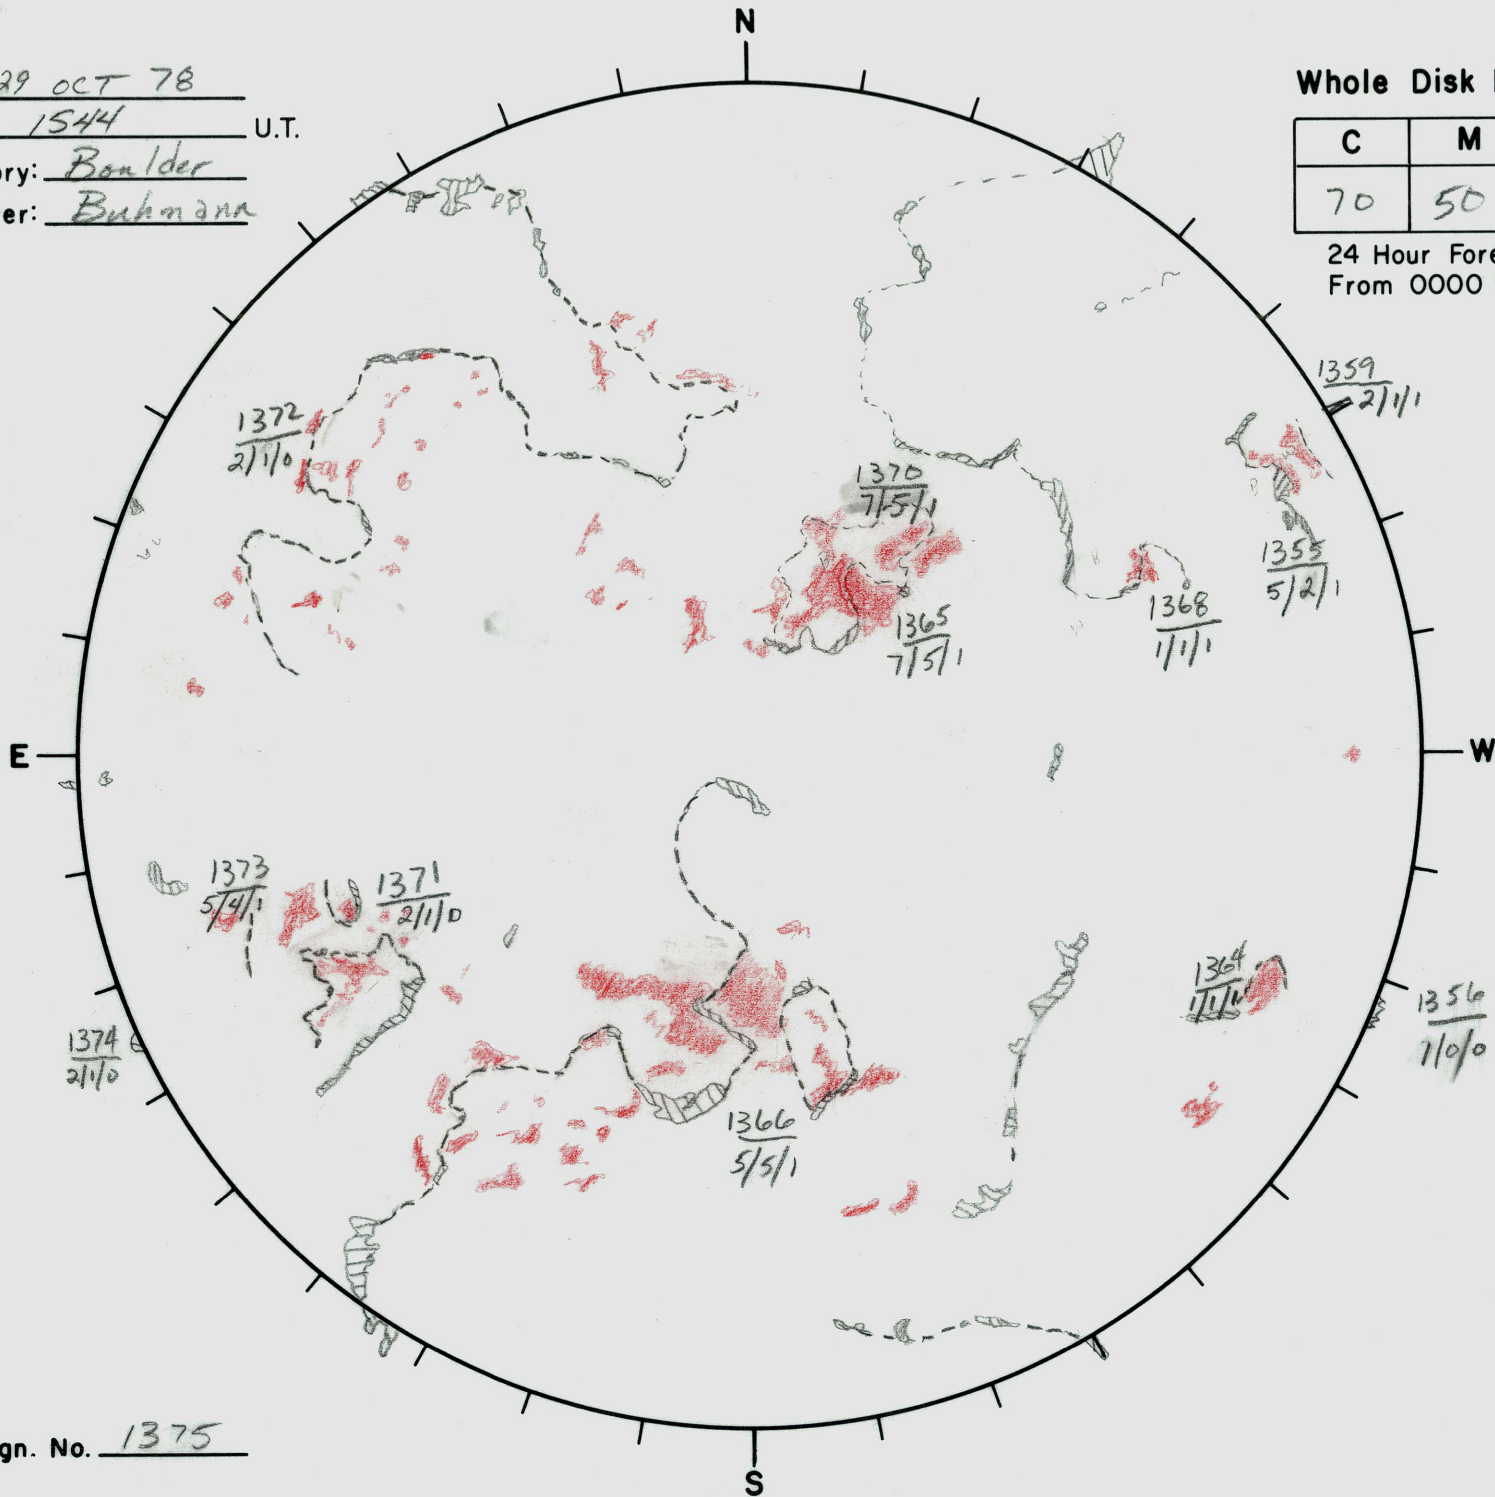 N
29 OCT 78
1544 U.T.
ory: Boulder
er: Buhmann
Whole Disk
C M
70 50
24 Hour Fore
From 0000
1359
2/1/1
1372
2/1/0
1370
7/5/1
1355
5/2/1
1368
1/1/1
1365
7/5/1
E
W
1373
5/4/1
1371
2/1/0
1364
1/1/1
1356
1/0/0
1374
2/1/0
1366
5/5/1
gn. No. 1375
S